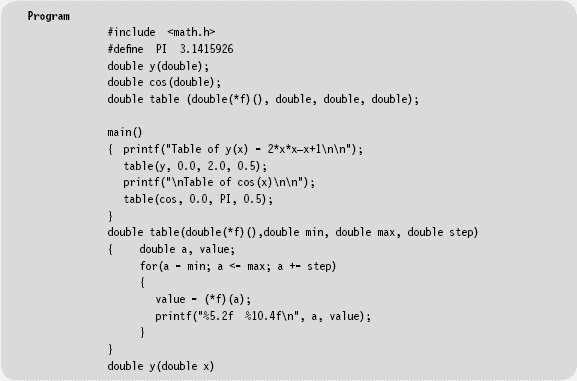 Program
#include <math.h>
#define PI 3.1415926
double y(double);
double cos(double);
double table (double(*f)(), double, double, double);
main()
{ printf("Table of y(x) = 2*x*x–x+1\n\n");
table(y, 0.0, 2.0, 0.5);
printf("\nTable of cos(x)\n\n");
table(cos, 0.0, PI, 0.5);
}
double table(double(*f)(),double min, double max, double step)
{ double a, value;
for(a = min; a <= max; a += step)
{
value = (*f)(a);
printf("%5.2f %10.4f\n", a, value);
}
}
double y(double x)